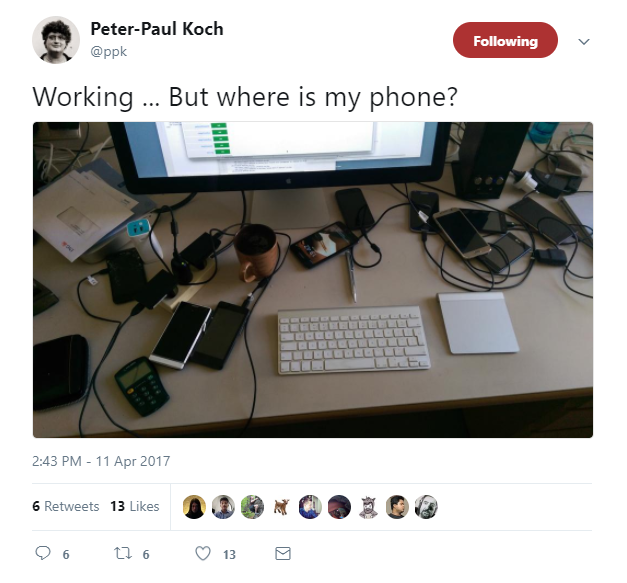 Peter-Paul Koch
@ppk
Following
Working ... But where is my phone?
2:43 PM - 11 Apr 2017
6 Retweets 13 Likes
6 6 13